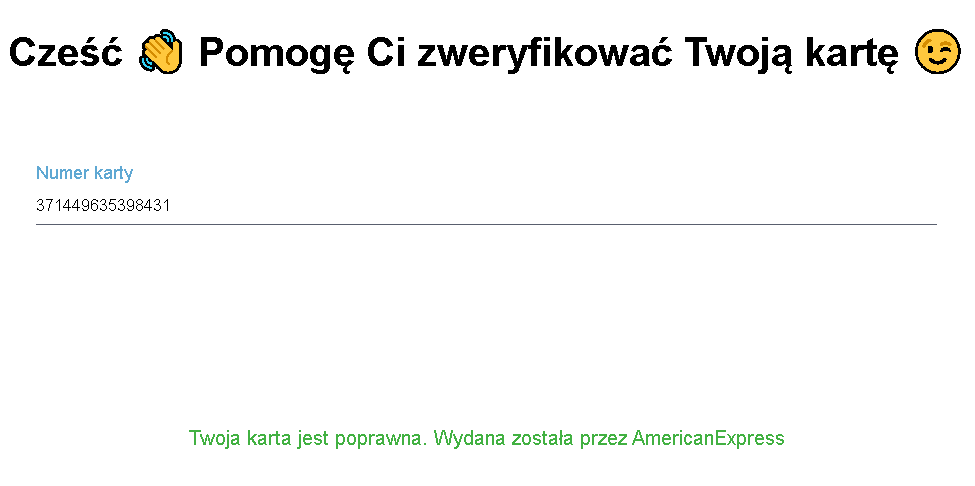 Cześć 👋 Pomogę Ci zweryfikować Twoją kartę 😉
Numer karty
371449635398431
Twoja karta jest poprawna. Wydana została przez AmericanExpress